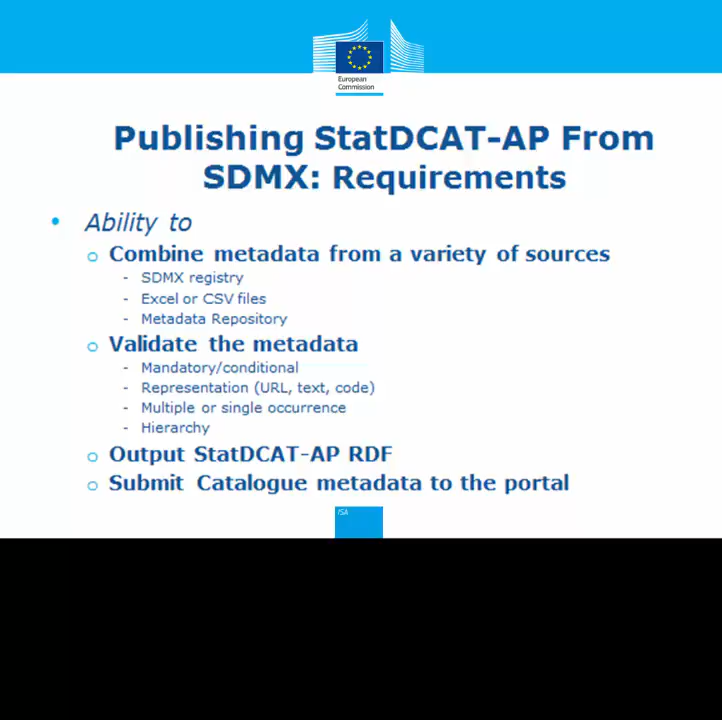 European
Commission
Publishing StatDCAT-AP From
SDMX: Requirements
• Ability to
o Combine metadata from a variety of sources
- SDMX registry
- Excel or CSV files
- Metadata Repository
o Validate the metadata
- Mandatory/conditional
- Representation (URL, text, code)
- Multiple or single occurrence
- Hierarchy
o Output StatDCAT-AP RDF
o Submit Catalogue metadata to the portal
ISA